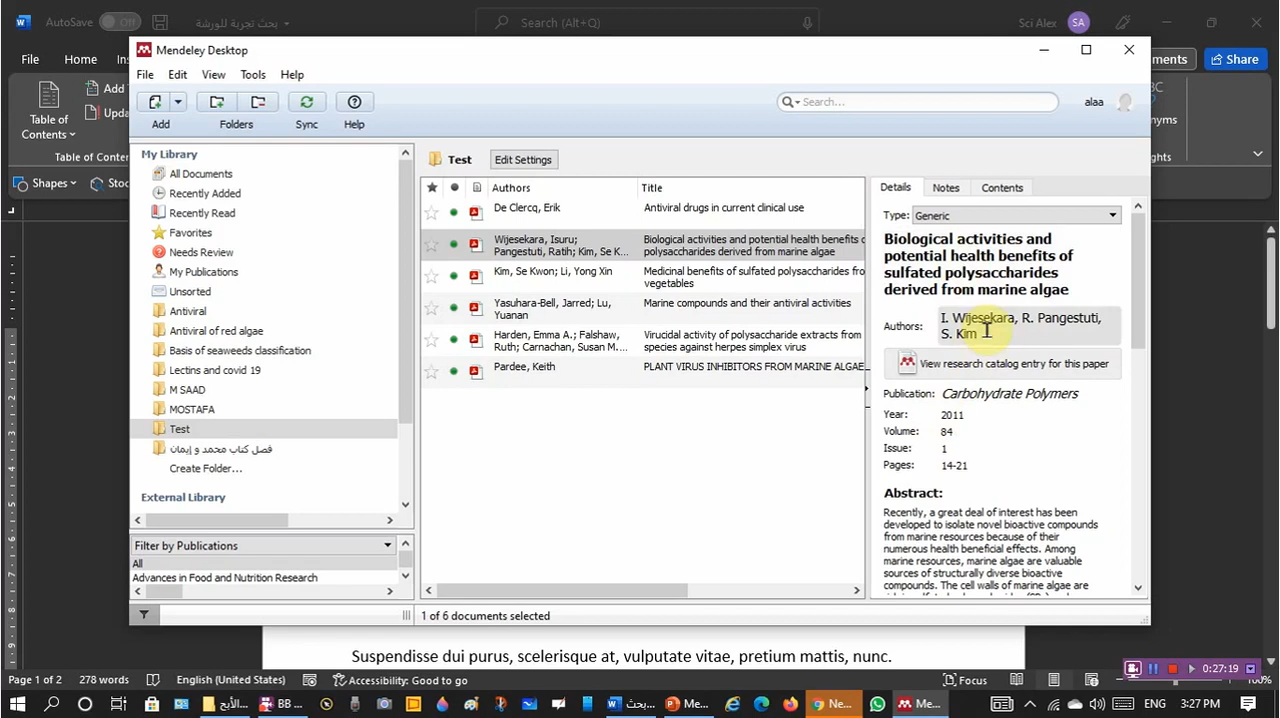 AutoSave Off
بحث تجربة للورشة
Search (Alt+Q)
Sci Alex SA
Mendeley Desktop
File Home Ins
Share
Table of
Contents
Add
Upda
Table of Conter
Shapes
Stoc
File Edit View Tools Help
Search...
alaa
Add Folders Sync Help
My Library
All Documents
Recently Added
Recently Read
Favorites
Needs Review
My Publications
Unsorted
Antiviral
Antiviral of red algae
Basis of seaweeds classification
Lectins and covid 19
M SAAD
MOSTAFA
Test
فصل كتاب محمد و إيمان
Create Folder...
External Library
Filter by Publications
All
Advances in Food and Nutrition Research
Test Edit Settings
Authors Title
De Clercq, Erik Antiviral drugs in current clinical use
Wijesekara, Isuru; Biological activities and potential health benefits o
Pangestuti, Ratih; Kim, Se K... polysaccharides derived from marine algae
Kim, Se Kwon; Li, Yong Xin Medicinal benefits of sulfated polysaccharides from
vegetables
Yasuhara-Bell, Jarred; Lu, Marine compounds and their antiviral activities
Yuanan
Harden, Emma A.; Falshaw, Virucidal activity of polysaccharide extracts from
Ruth; Carnachan, Susan M... species against herpes simplex virus
Pardee, Keith PLANT VIRUS INHIBITORS FROM MARINE ALGAE
1 of 6 documents selected
Details Notes Contents
Type: Generic
Biological activities and
potential health benefits of
sulfated polysaccharides
derived from marine algae
Authors: I. Wijesekara, R. Pangestuti,
S. Kim
View research catalog entry for this paper
Publication: Carbohydrate Polymers
Year: 2011
Volume: 84
Issue: 1
Pages: 14-21
Abstract:
Recently, a great deal of interest has been
developed to isolate novel bioactive compounds
from marine resources because of their
numerous health beneficial effects. Among
marine resources, marine algae are valuable
sources of structurally diverse bioactive
compounds. The cell walls of marine algae are
Suspendisse dui purus, scelerisque at, vulputate vitae, pretium mattis, nunc.
Page 1 of 2 278 words English (United States) Accessibility: Good to go
Focus
0:27:19
100%
BB ...
بحث...
Me...
Ne...
Me...
ENG 3:27 PM